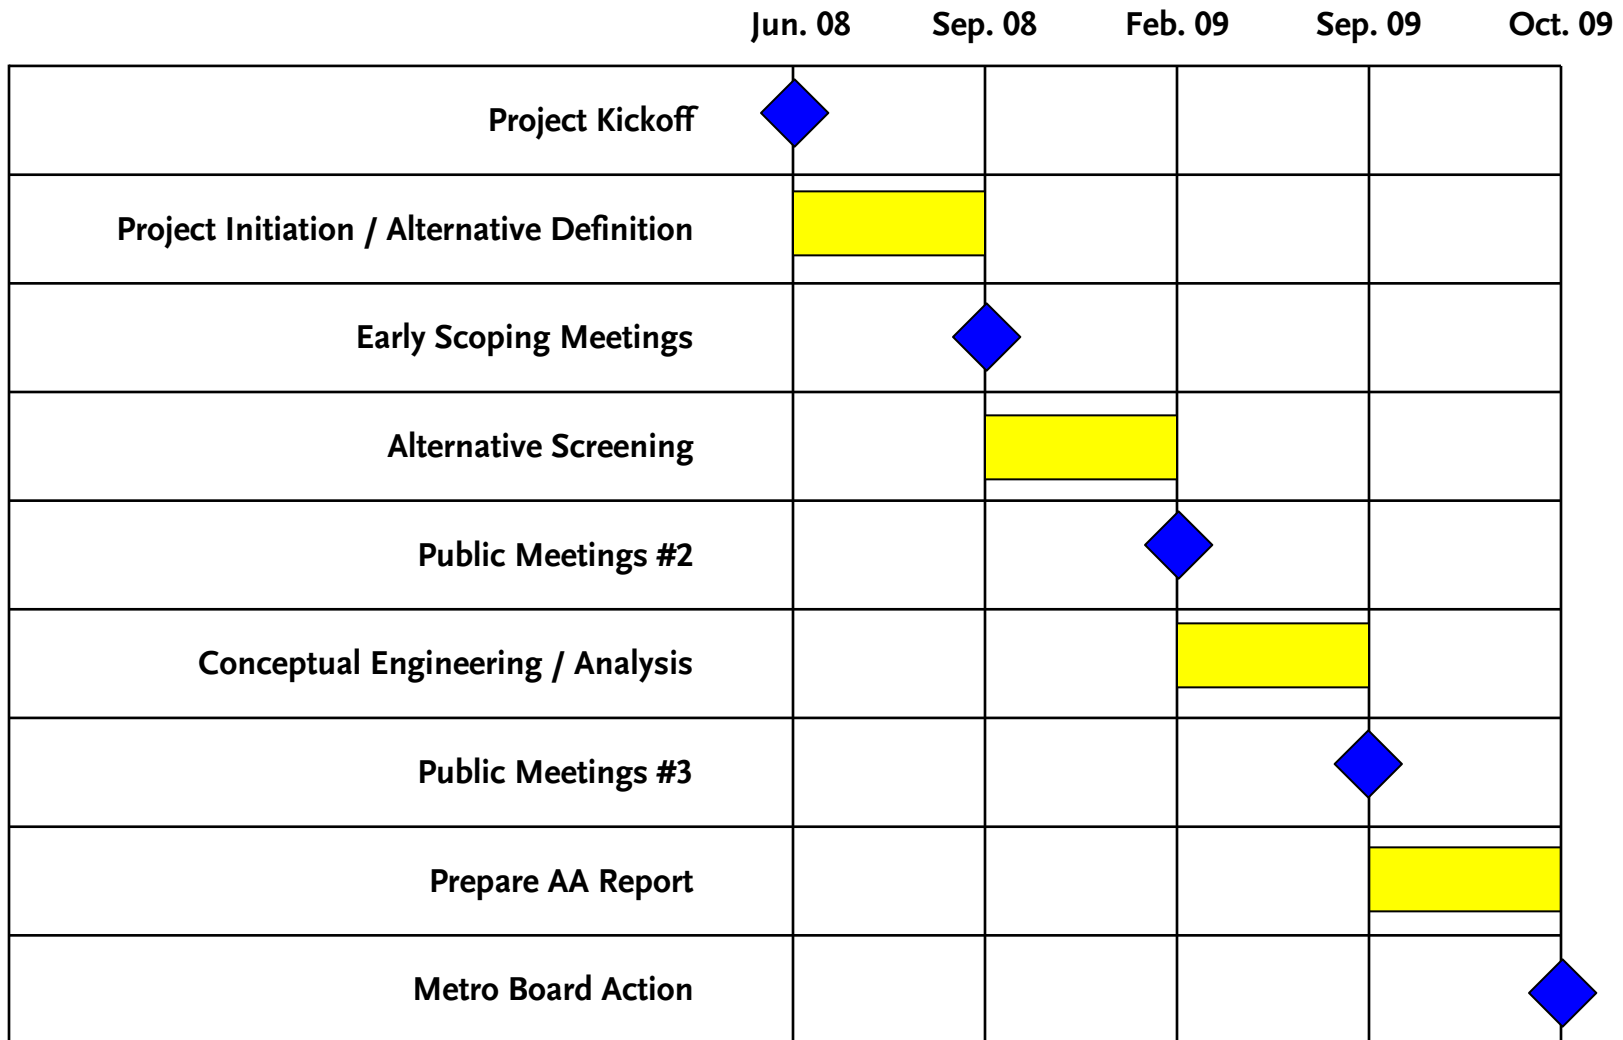 Jun. 08 Sep. 08 Feb. 09 Sep. 09 Oct. 09
Project Kickoff
Project Initiation / Alternative Definition
Early Scoping Meetings
Alternative Screening
Public Meetings #2
Conceptual Engineering / Analysis
Public Meetings #3
Prepare AA Report
Metro Board Action